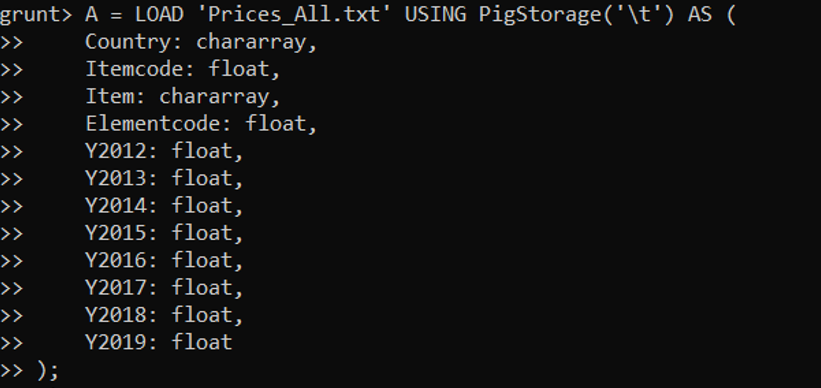 grunt> A = LOAD 'Prices_All.txt' USING PigStorage('\t') AS (
>>     Country: chararray,
>>     Itemcode: float,
>>     Item: chararray,
>>     Elementcode: float,
>>     Y2012: float,
>>     Y2013: float,
>>     Y2014: float,
>>     Y2015: float,
>>     Y2016: float,
>>     Y2017: float,
>>     Y2018: float,
>>     Y2019: float
>> );